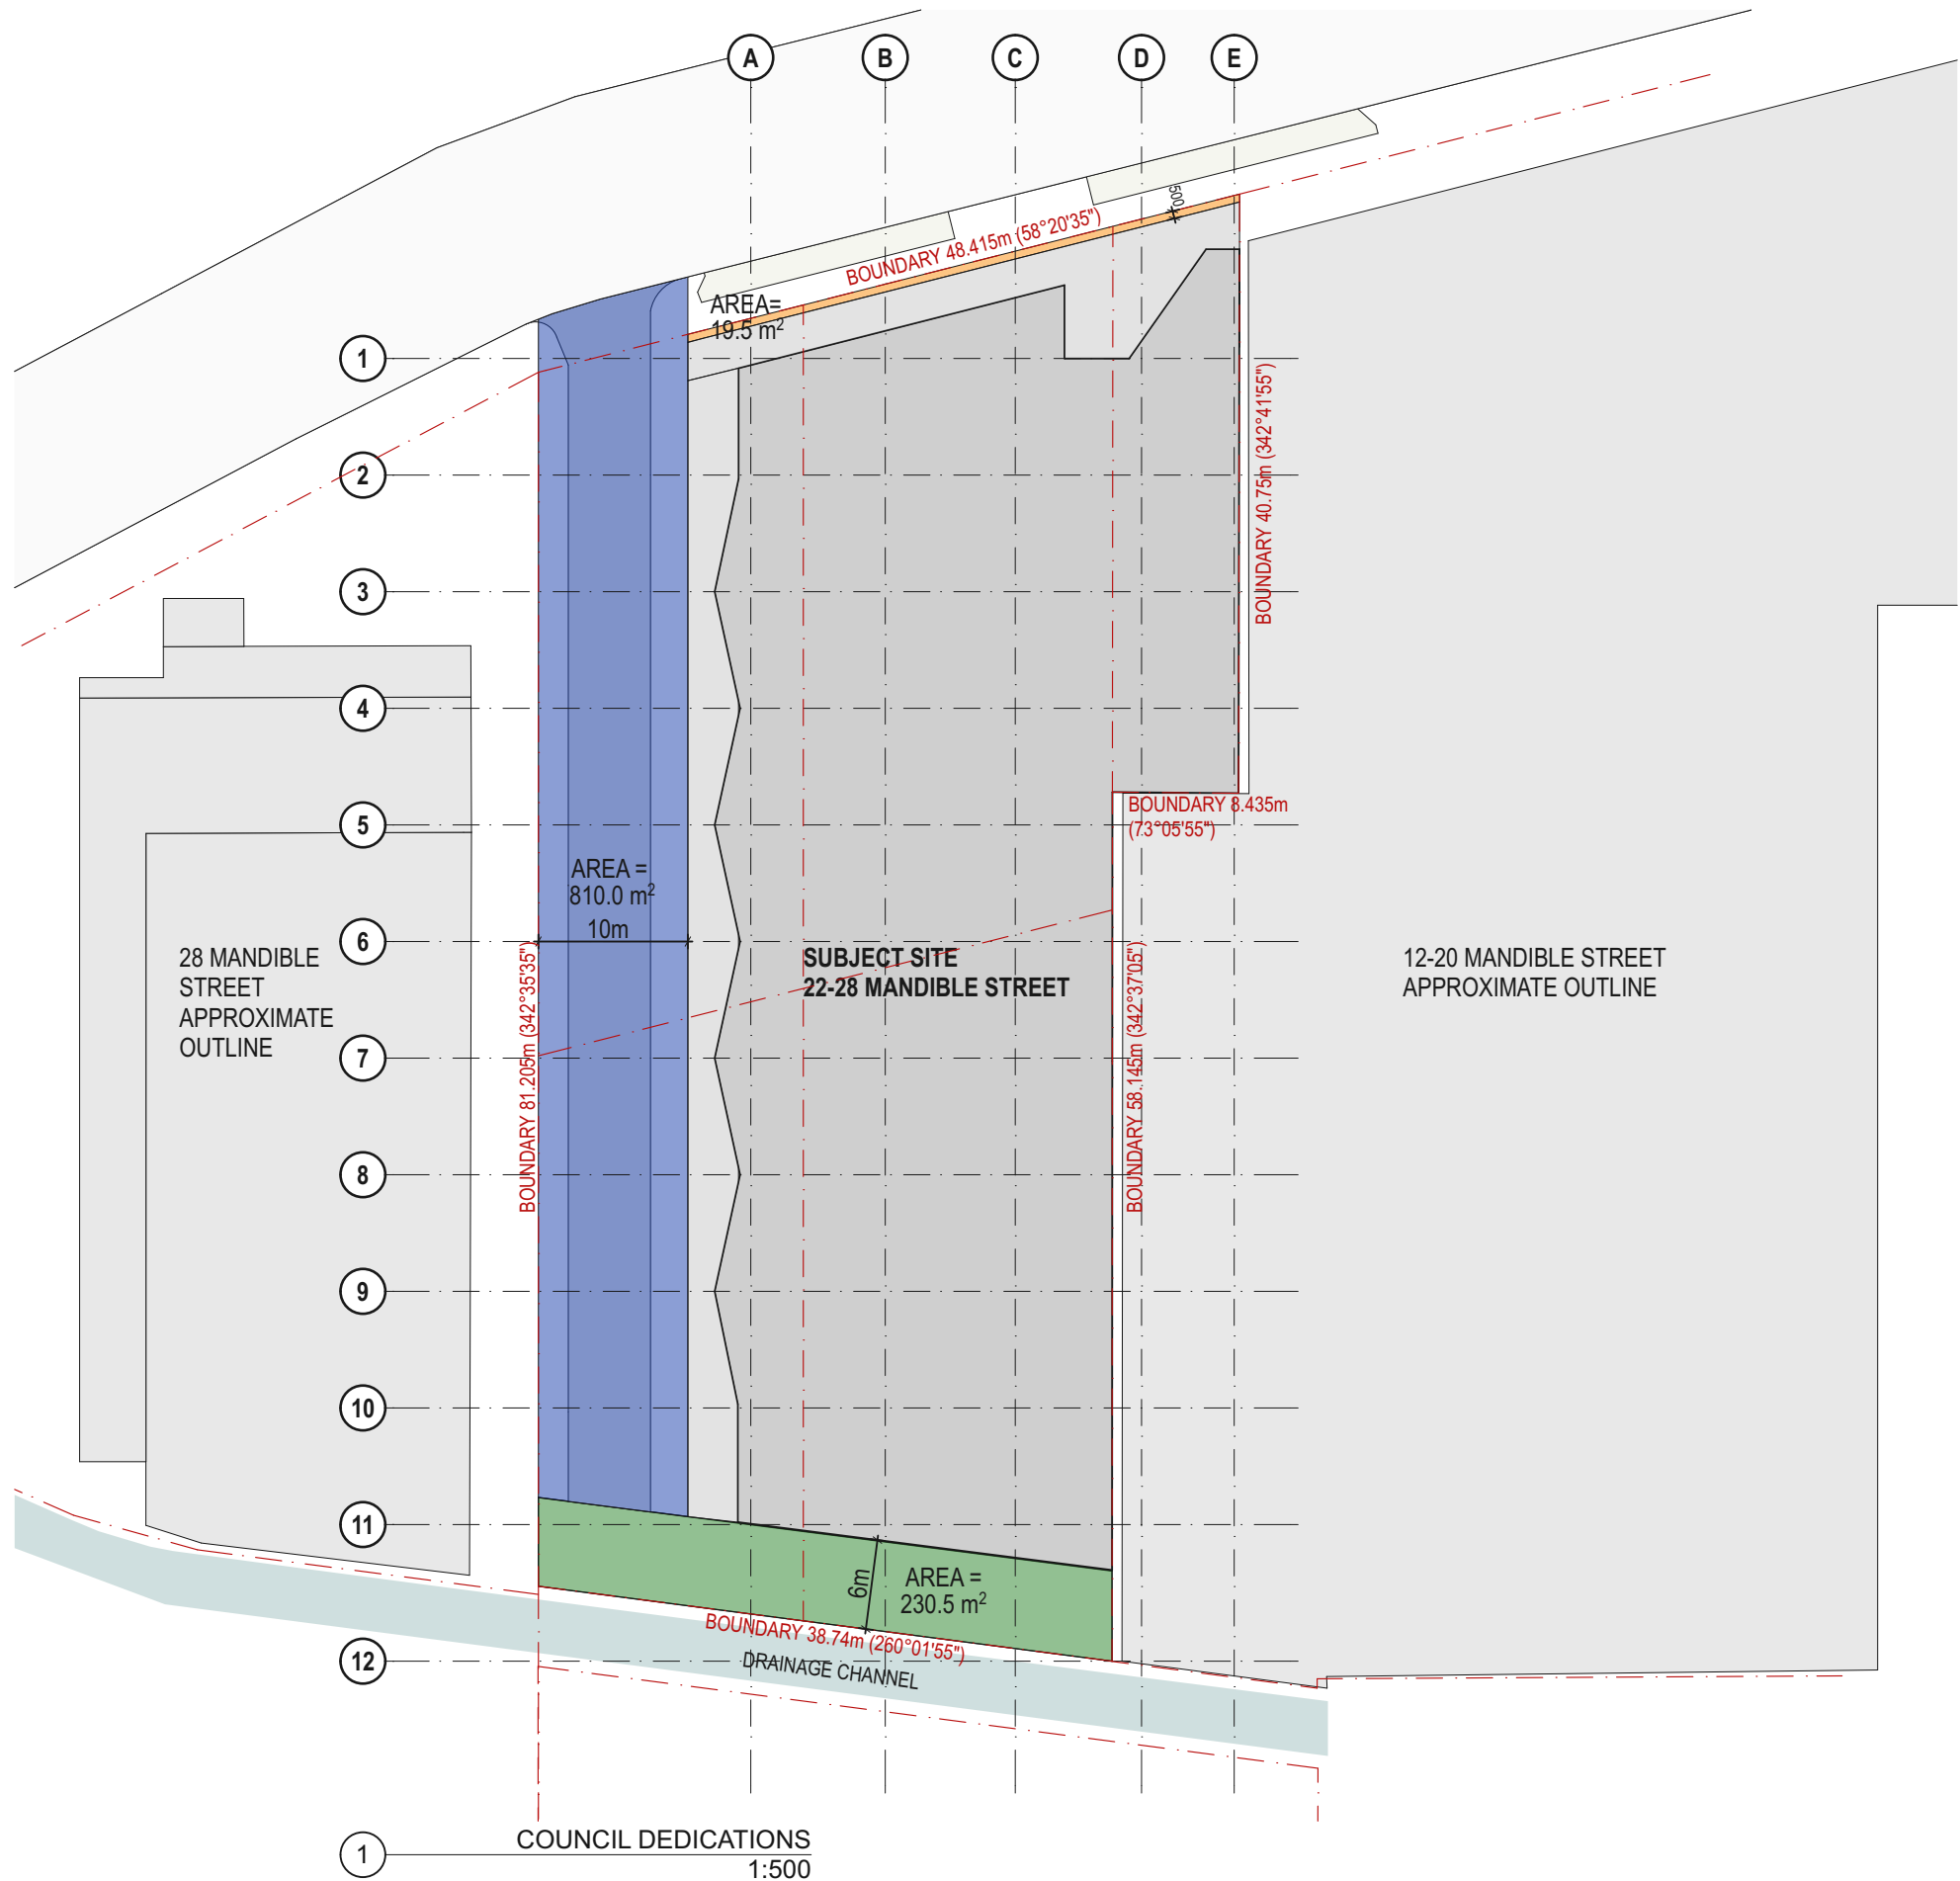 A
B
C
D
E
500
BOUNDARY 48.415m (58°20'35")
AREA=
19.5 m²
1
2
3
4
5
6
7
8
9
10
11
12
BOUNDARY 40.75m (342°41'55")
BOUNDARY 8.435m
(73°05'55")
AREA =
810.0 m²
10m
28 MANDIBLE
STREET
APPROXIMATE
OUTLINE
BOUNDARY 81.205m (342°35'35")
SUBJECT SITE
22-28 MANDIBLE STREET
BOUNDARY 58.145m (342°37'05")
12-20 MANDIBLE STREET
APPROXIMATE OUTLINE
6m
AREA =
230.5 m²
BOUNDARY 38.74m (260°01'55")
DRAINAGE CHANNEL
1
COUNCIL DEDICATIONS
1:500